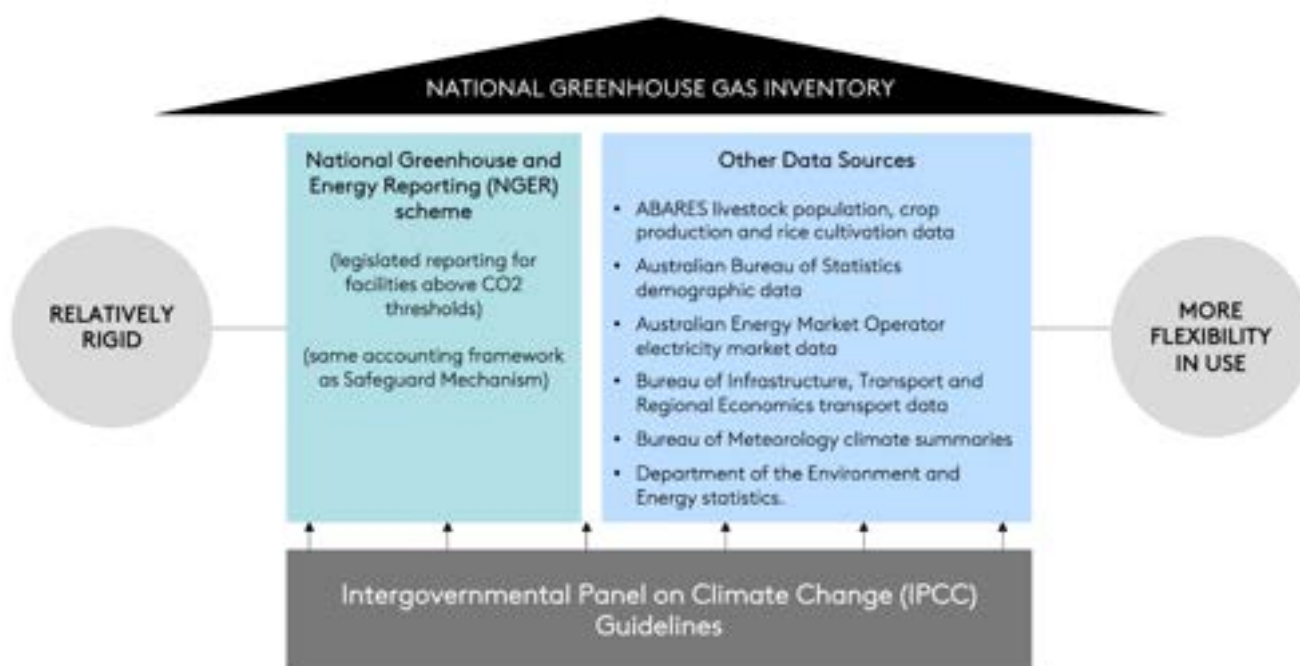 NATIONAL GREENHOUSE GAS INVENTORY
National Greenhouse and
Energy Reporting (NGER)
scheme
(legislated reporting for
facilities above CO2
thresholds)
(same accounting framework
as Safeguard Mechanism)
Other Data Sources
• ABARES livestock population, crop
production and rice cultivation data
• Australian Bureau of Statistics
demographic data
• Australian Energy Market Operator
electricity market data
• Bureau of Infrastructure, Transport and
Regional Economics transport data
• Bureau of Meteorology climate summaries
• Department of the Environment and
Energy statistics.
RELATIVELY
RIGID
MORE
FLEXIBILITY
IN USE
Intergovernmental Panel on Climate Change (IPCC)
Guidelines